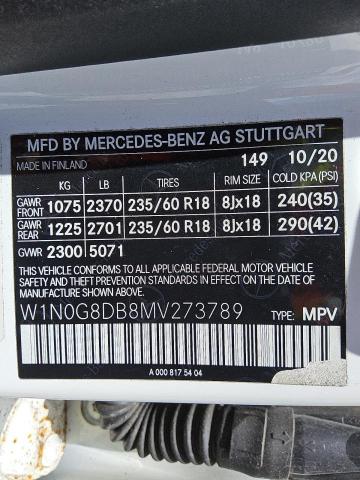 MFD BY MERCEDES-BENZ AG STUTTGART
MADE IN FINLAND 149 10/20
KG LB TIRES RIM SIZE COLD KPA (PSI)
GAWR FRONT 1075 2370 235/60 R18 8Jx18 240(35)
GAWR REAR 1225 2701 235/60 R18 8Jx18 290(42)
GVWR 2300 5071
THIS VEHICLE CONFORMS TO ALL APPLICABLE FEDERAL MOTOR VEHICLE
SAFETY AND THEFT PREVENTION STANDARDS IN EFFECT ON THE DATE
OF MANUFACTURE SHOWN ABOVE.
W1N0G8DB8MV273789 TYPE: MPV
A 000 817 54 04